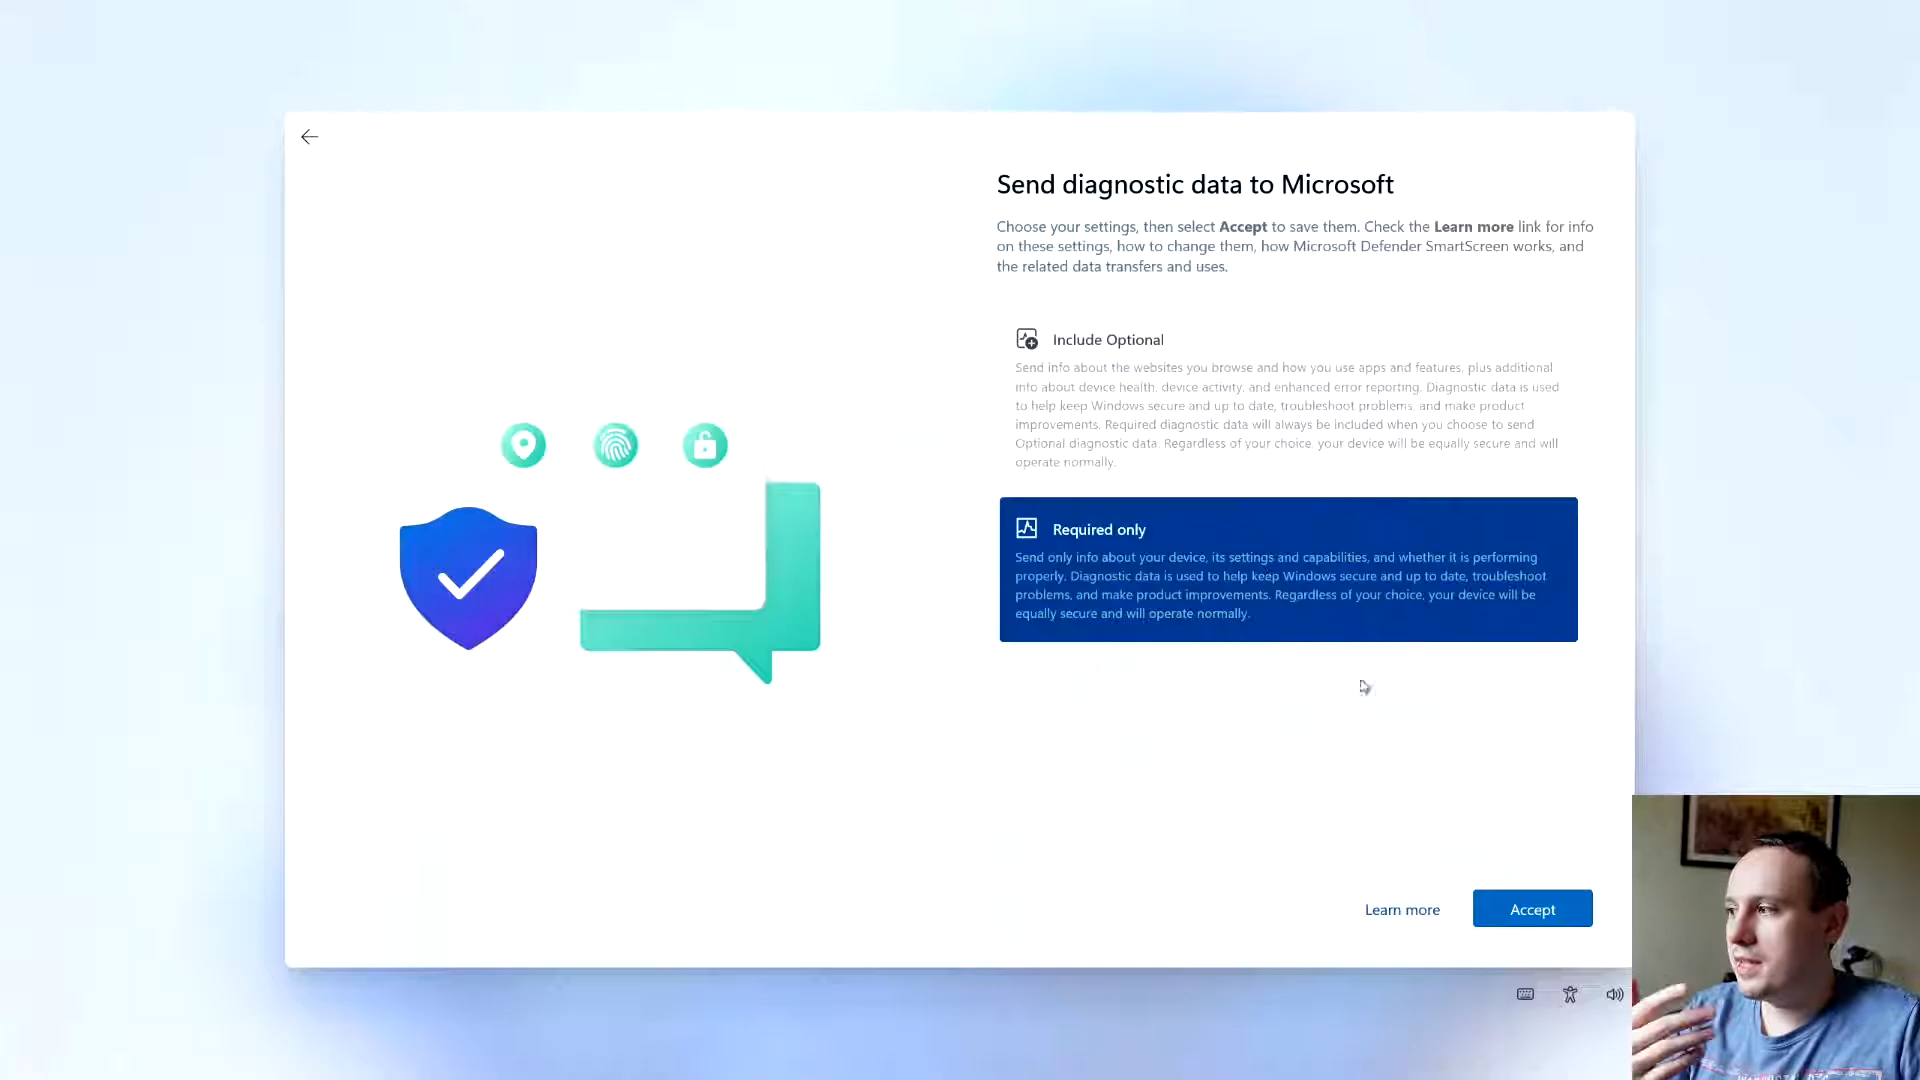 Send diagnostic data to Microsoft
Choose your settings, then select Accept to save them. Check the Learn more link for info
on these settings, how to change them, how Microsoft Defender SmartScreen works, and
the related data transfers and uses.
Include Optional
Send info about the websites you browse and how you use apps and features, plus additional
info about device health, device activity, and enhanced error reporting. Diagnostic data is used
to help keep Windows secure and up to date, troubleshoot problems, and make product
improvements. Required diagnostic data will always be included when you choose to send
Optional diagnostic data. Regardless of your choice, your device will be equally secure and will
operate normally.
Required only
Send only info about your device, its settings and capabilities, and whether it is performing
properly. Diagnostic data is used to help keep Windows secure and up to date, troubleshoot
problems, and make product improvements. Regardless of your choice, your device will be
equally secure and will operate normally.
Learn more
Accept